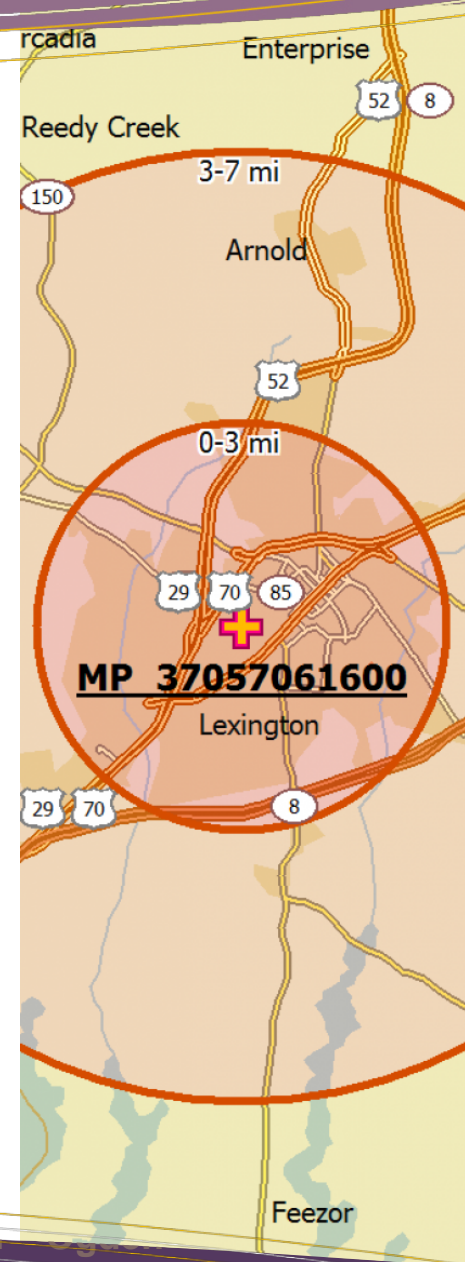 rcadia
Enterprise
52 8
Reedy Creek
3-7 mi
150
Arnold
52
0-3 mi
29 70 85
MP 37057061600
Lexington
29 70 8
Feezor